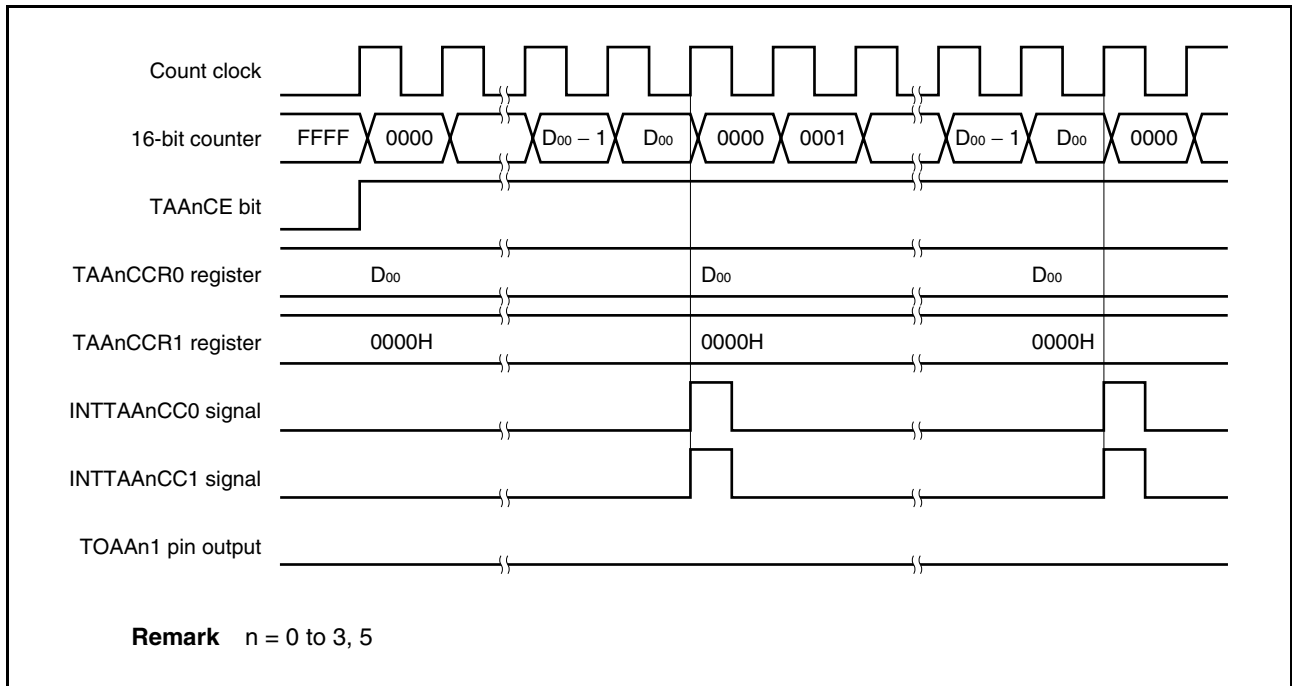 Count clock
16-bit counter FFFF 0000 D00 − 1 D00 0000 0001 D00 − 1 D00 0000
TAAnCE bit
TAAnCCR0 register D00 D00 D00
TAAnCCR1 register 0000H 0000H 0000H
INTTAAnCC0 signal
INTTAAnCC1 signal
TOAAn1 pin output
Remark n = 0 to 3, 5